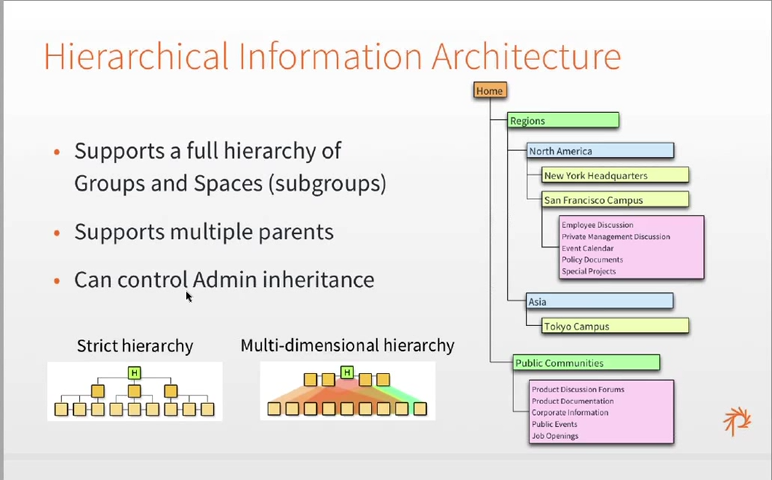 Hierarchical Information Architecture
• Supports a full hierarchy of
Groups and Spaces (subgroups)
• Supports multiple parents
• Can control Admin inheritance
Strict hierarchy
H
Multi-dimensional hierarchy
H
Home
Regions
North America
New York Headquarters
San Francisco Campus
Employee Discussion
Private Management Discussion
Event Calendar
Policy Documents
Special Projects
Asia
Tokyo Campus
Public Communities
Product Discussion Forums
Product Documentation
Corporate Information
Public Events
Job Openings